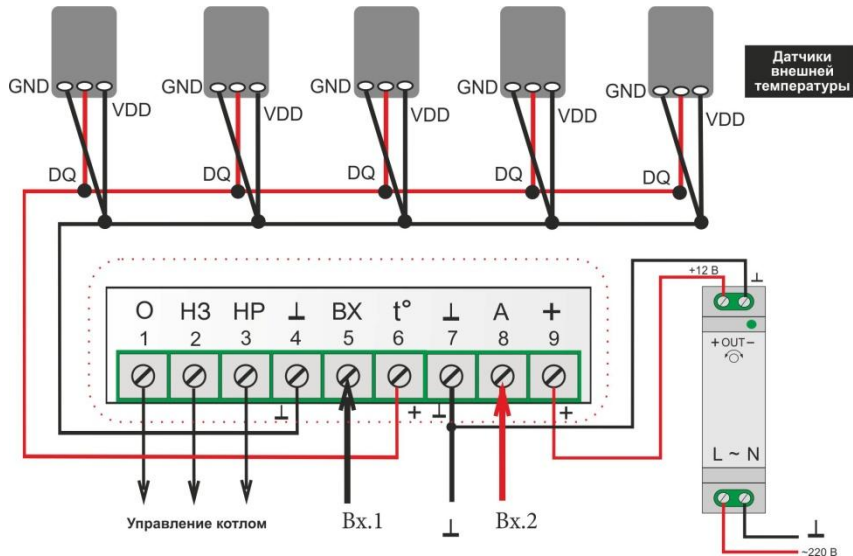 GND VDD GND VDD GND VDD GND VDD GND VDD
Датчики
внешней
температуры
DQ DQ DQ DQ DQ
+12 В ⊥
О НЗ НР ⊥ ВХ t° ⊥ А +
1 2 3 4 5 6 7 8 9
⊥ + ⊥ +
+ OUT −
L ~ N
Управление котлом
Вх.1
⊥
Вх.2
⊥
~220 В